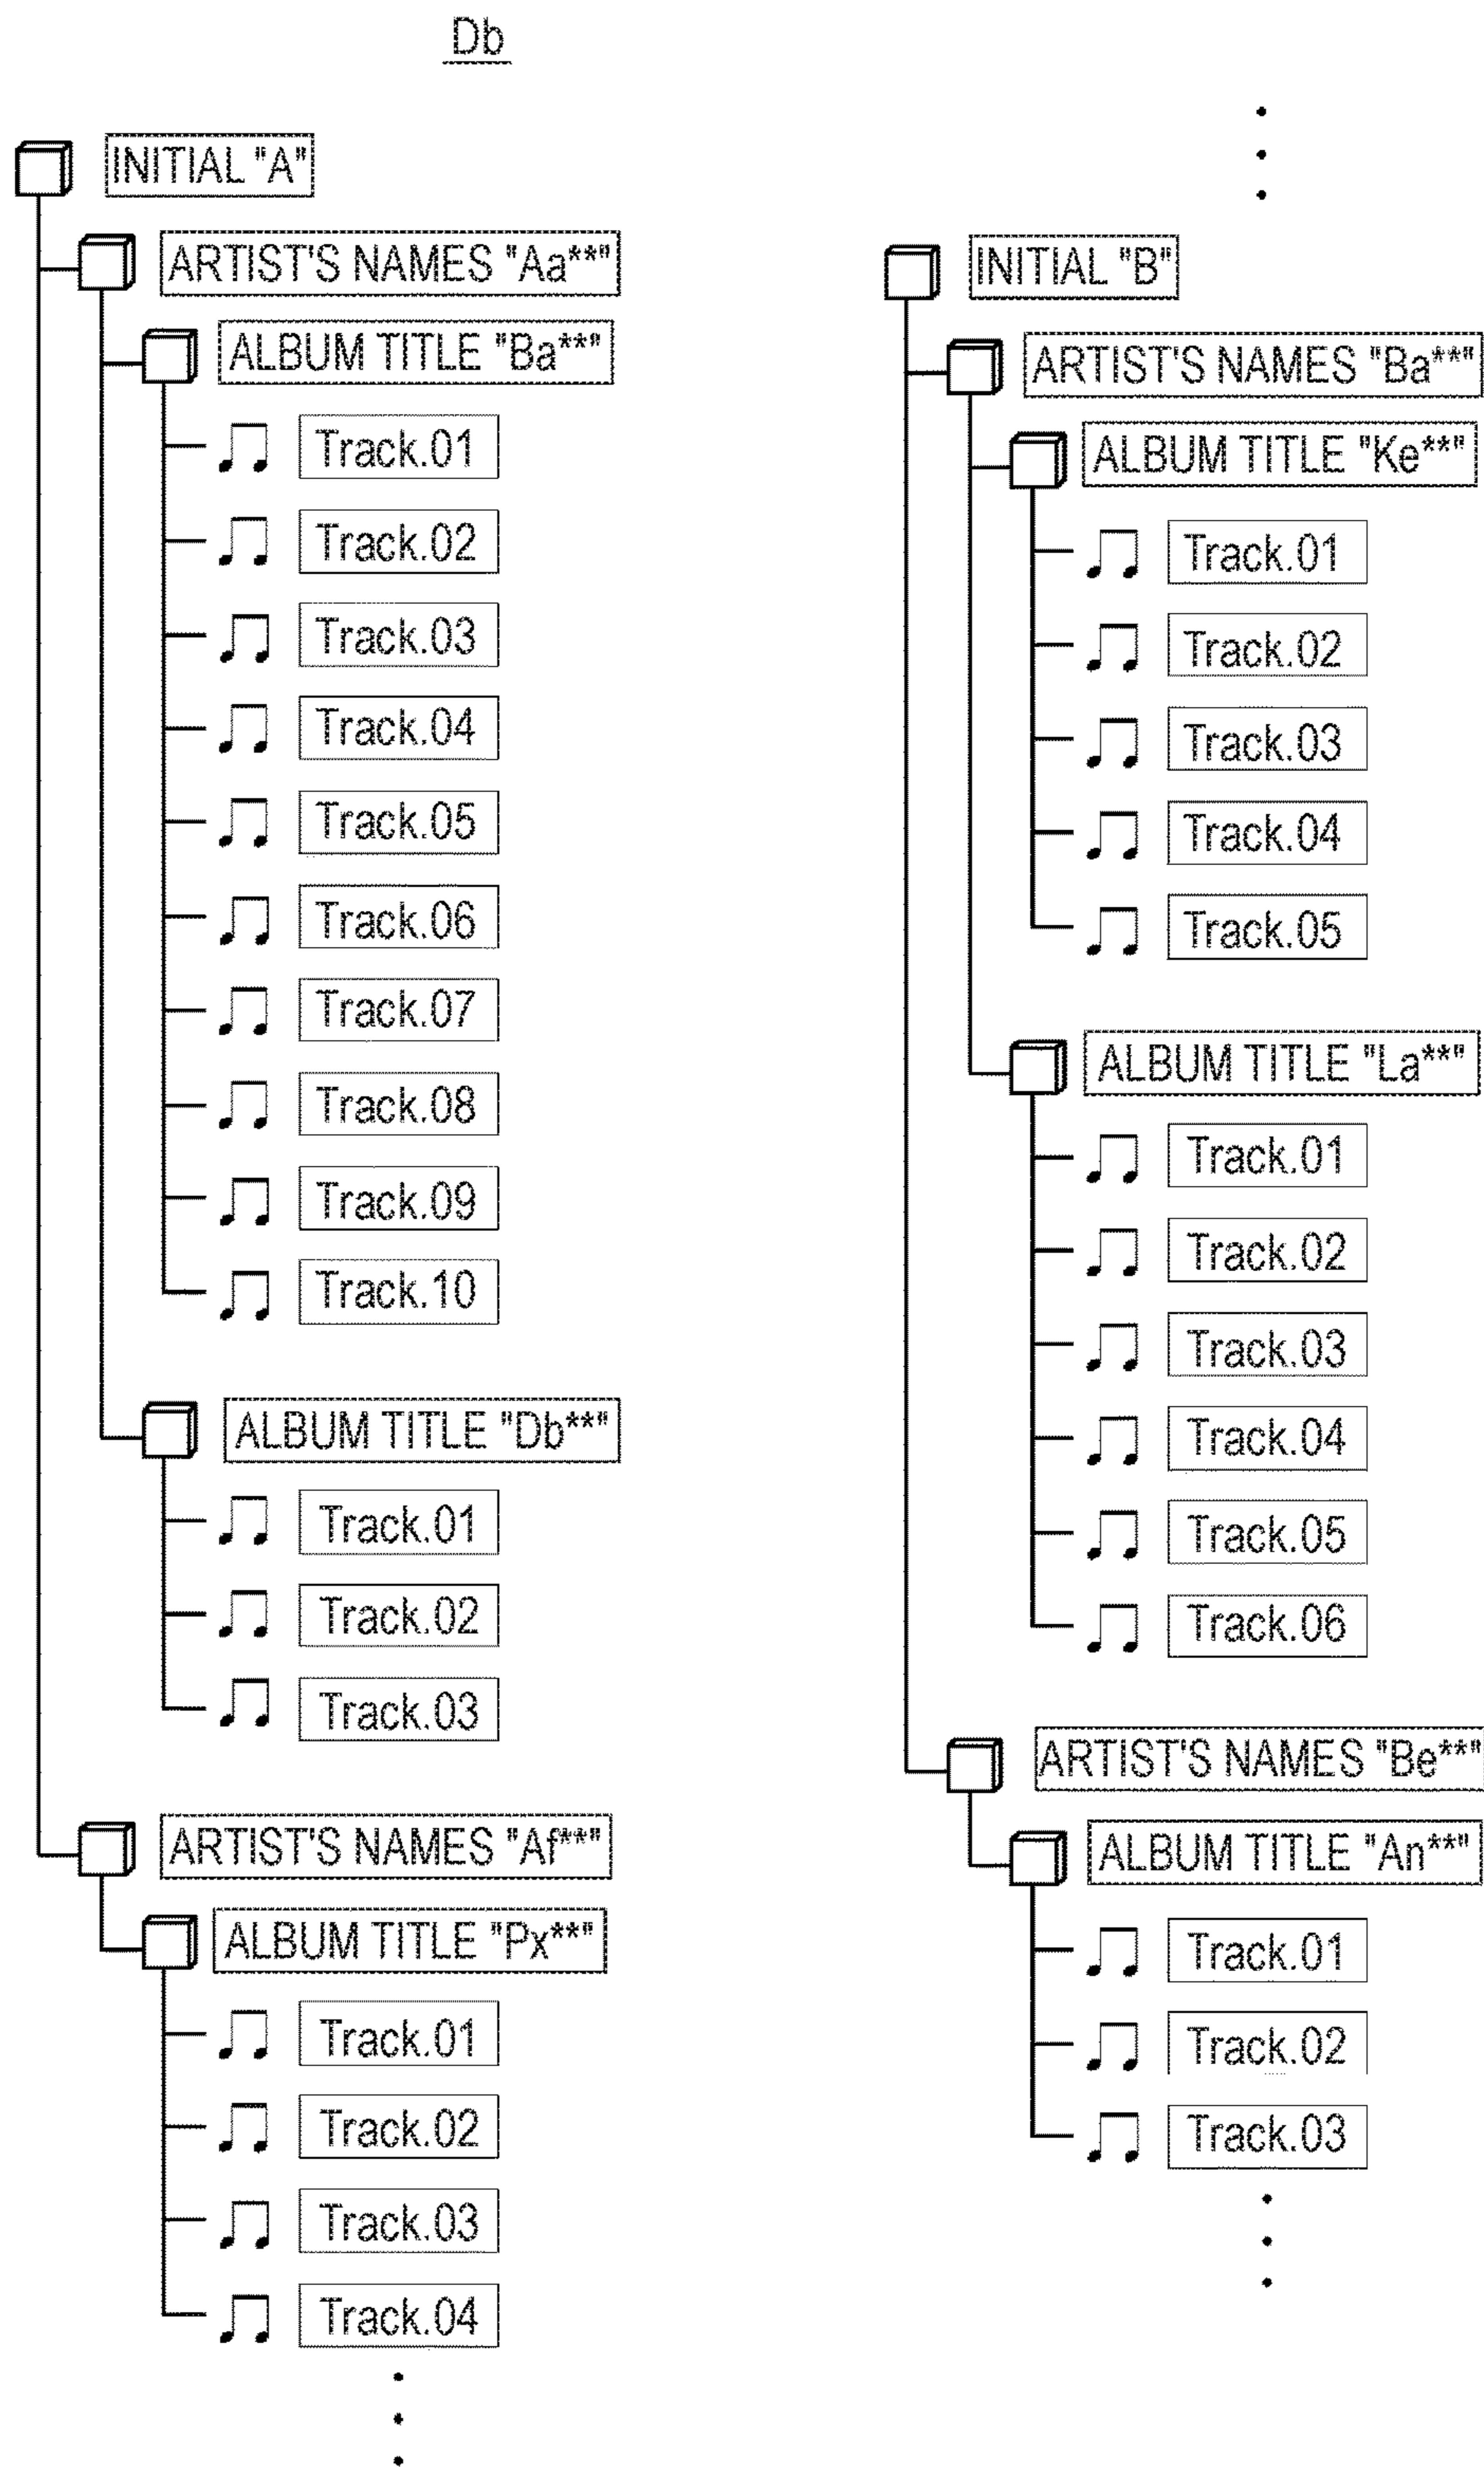 Db
INITIAL "A"
ARTIST'S NAMES "Aa**"
ALBUM TITLE "Ba**"
Track.01
Track.02
Track.03
Track.04
Track.05
Track.06
Track.07
Track.08
Track.09
Track.10
ALBUM TITLE "Db**"
Track.01
Track.02
Track.03
ARTIST'S NAMES "Af**"
ALBUM TITLE "Px**"
Track.01
Track.02
Track.03
Track.04
INITIAL "B"
ARTIST'S NAMES "Ba**"
ALBUM TITLE "Ke**"
Track.01
Track.02
Track.03
Track.04
Track.05
ALBUM TITLE "La**"
Track.01
Track.02
Track.03
Track.04
Track.05
Track.06
ARTIST'S NAMES "Be**"
ALBUM TITLE "An**"
Track.01
Track.02
Track.03